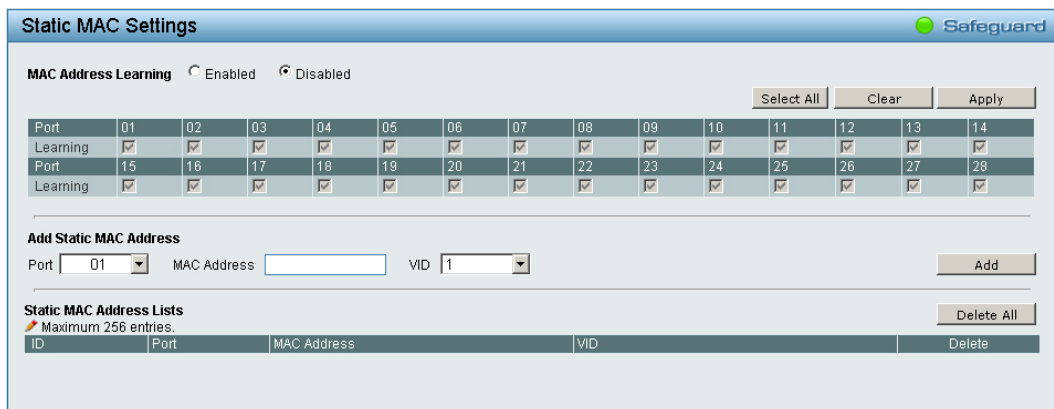 Static MAC Settings Safeguard
MAC Address Learning Enabled Disabled
Select All Clear Apply
Port 01 02 03 04 05 06 07 08 09 10 11 12 13 14
Learning
Port 15 16 17 18 19 20 21 22 23 24 25 26 27 28
Learning
Add Static MAC Address
Port 01 MAC Address VID 1 Add
Static MAC Address Lists
Delete All
Maximum 256 entries.
ID Port MAC Address VID Delete